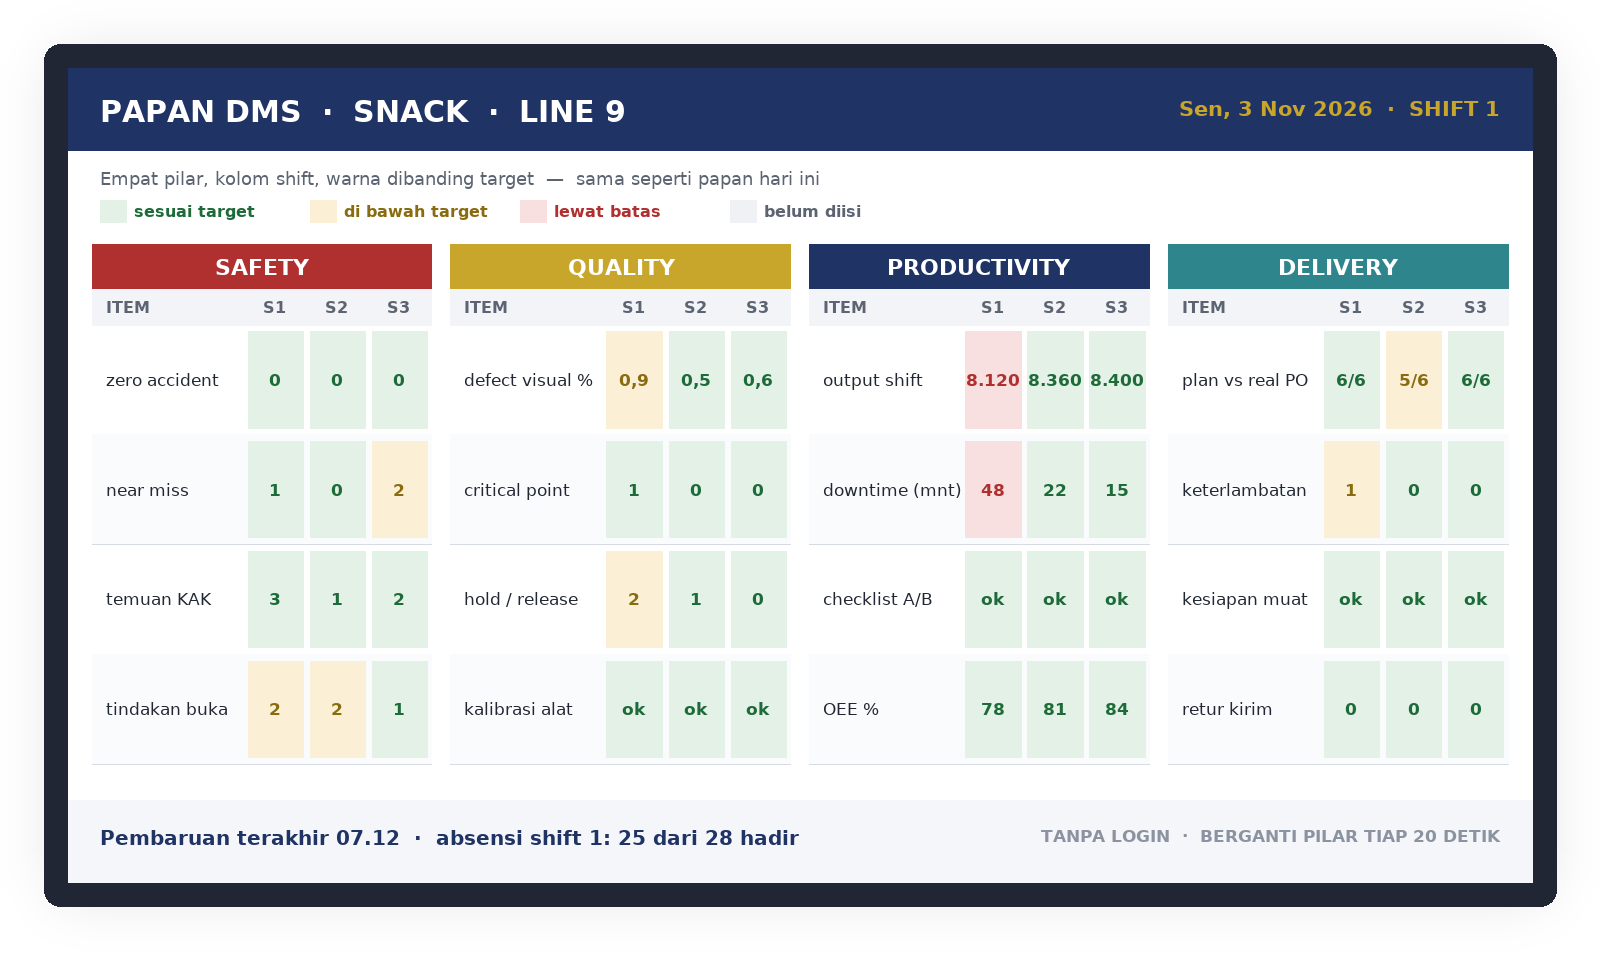 PAPAN DMS · SNACK · LINE 9
Sen, 3 Nov 2026 · SHIFT 1
Empat pilar, kolom shift, warna dibanding target — sama seperti papan hari ini
sesuai target di bawah target lewat batas belum diisi
SAFETY
ITEM S1 S2 S3
zero accident 0 0 0
near miss 1 0 2
temuan KAK 3 1 2
tindakan buka 2 2 1
QUALITY
ITEM S1 S2 S3
defect visual % 0,9 0,5 0,6
critical point 1 0 0
hold / release 2 1 0
kalibrasi alat ok ok ok
PRODUCTIVITY
ITEM S1 S2 S3
output shift 8.120 8.360 8.400
downtime (mnt) 48 22 15
checklist A/B ok ok ok
OEE % 78 81 84
DELIVERY
ITEM S1 S2 S3
plan vs real PO 6/6 5/6 6/6
keterlambatan 1 0 0
kesiapan muat ok ok ok
retur kirim 0 0 0
Pembaruan terakhir 07.12 · absensi shift 1: 25 dari 28 hadir
TANPA LOGIN · BERGANTI PILAR TIAP 20 DETIK